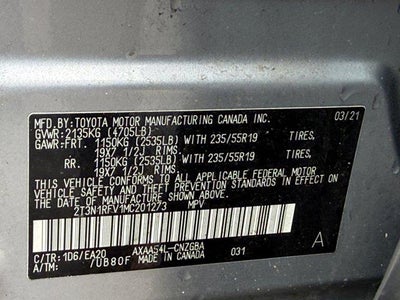 MFD.BY:TOYOTA MOTOR MANUFACTURING CANADA INC.
03/21
GVWR:2135KG (4705LB)
GAWR:FRT. 1150KG (2535LB) WITH 235/55R19 TIRES.
19X7 1/2J RIMS.
RR. 1150KG (2535LB) WITH 235/55R19 TIRES.
19X7 1/2J RIMS.
THIS VEHICLE CONFORMS TO ALL APPLICABLE FEDERAL MOTOR
VEHICLE SAFETY AND THEFT PREVENTION STANDARDS IN EFFECT
ON THE DATE OF MANUFACTURE SHOWN ABOVE.
2T3N1RFV1MC201273 MPV
C/TR:1D6/EA20 AXAA54L-CNZGBA 031 A
A/TM: /UB80F MADE IN CANADA